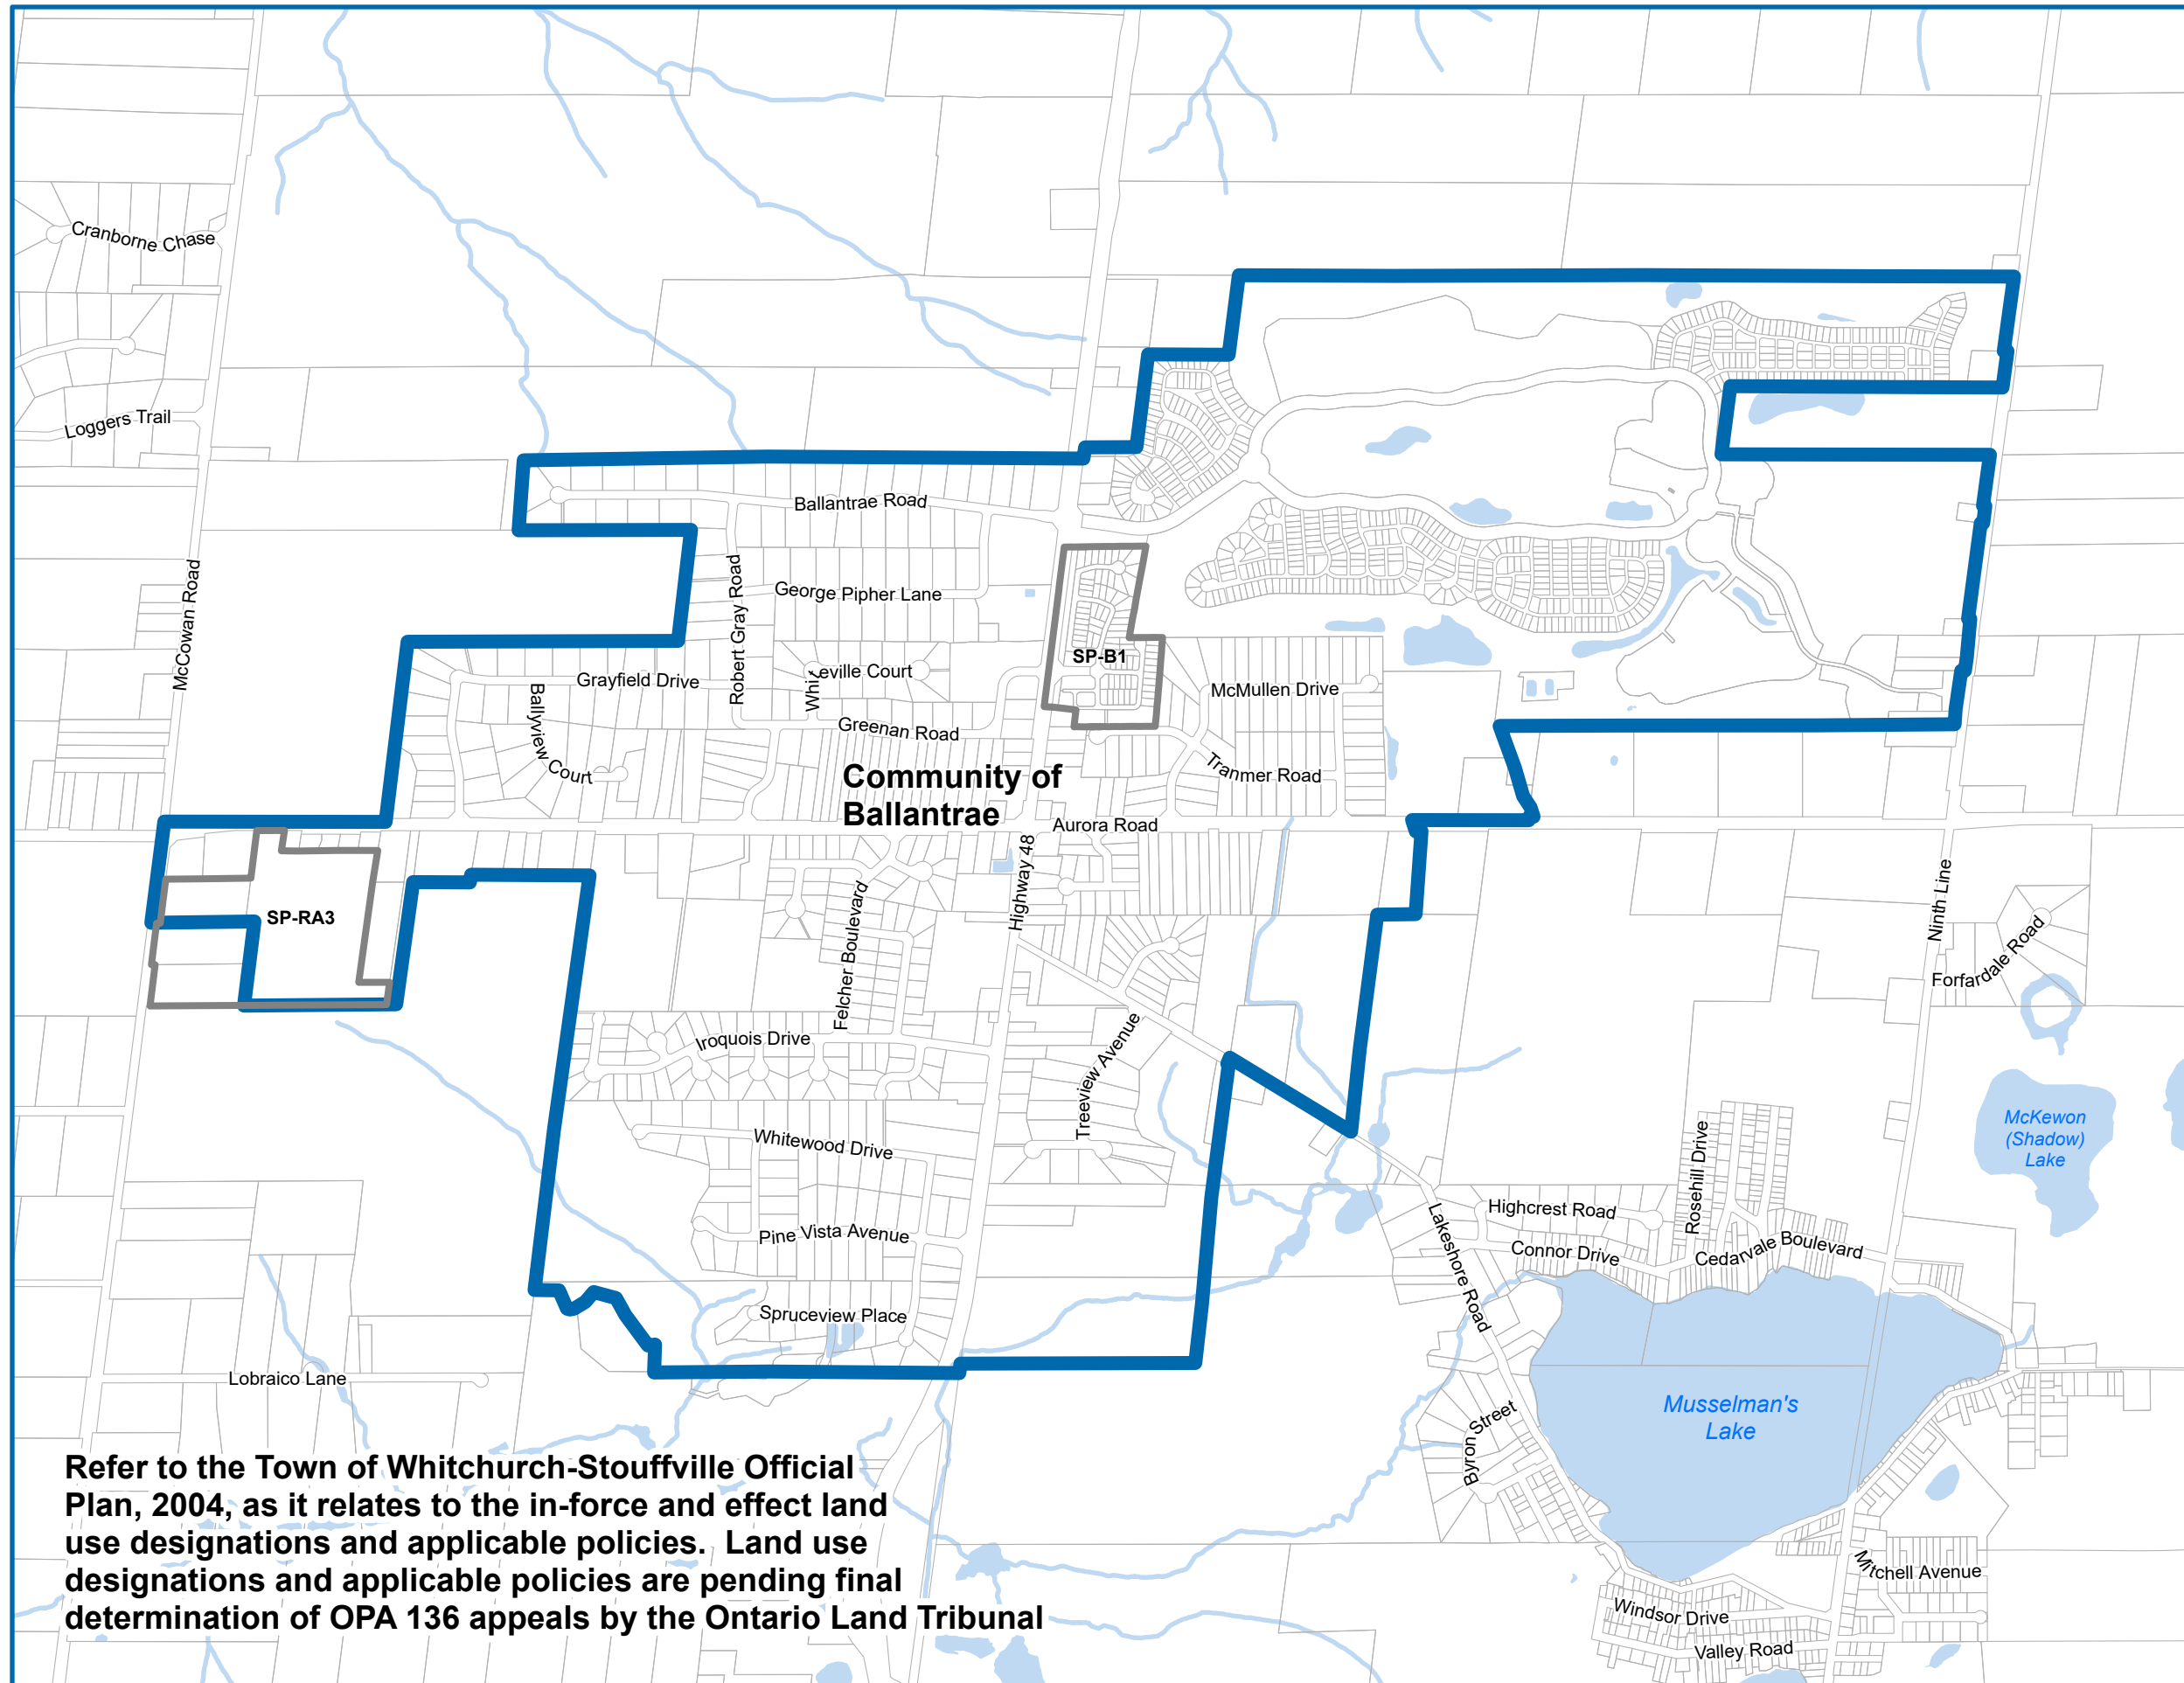 Cranborne Chase
Loggers Trail
McCowan Road
Ballantrae Road
George Pipher Lane
Robert Gray Road
Grayfield Drive
Ballyview Court
eville Court
Greenan Road
SP-B1
McMullen Drive
Tranmer Road
Community of
Ballantrae
Aurora Road
Highway 48
SP-RA3
Felcher Boulevard
Ninth Line
Forfardale Road
Iroquois Drive
Treeview Avenue
McKewon
(Shadow)
Lake
Whitewood Drive
Rosehill Drive
Highcrest Road
Pine Vista Avenue
Lakeshore Road
Connor Drive
Cedarvale Boulevard
Spruceview Place
Lobraico Lane
Musselman's
Lake
Byron Street
Refer to the Town of Whitchurch-Stouffville Official
Plan, 2004, as it relates to the in-force and effect land
use designations and applicable policies.  Land use
designations and applicable policies are pending final
determination of OPA 136 appeals by the Ontario Land Tribunal
Mitchell Avenue
Windsor Drive
Valley Road